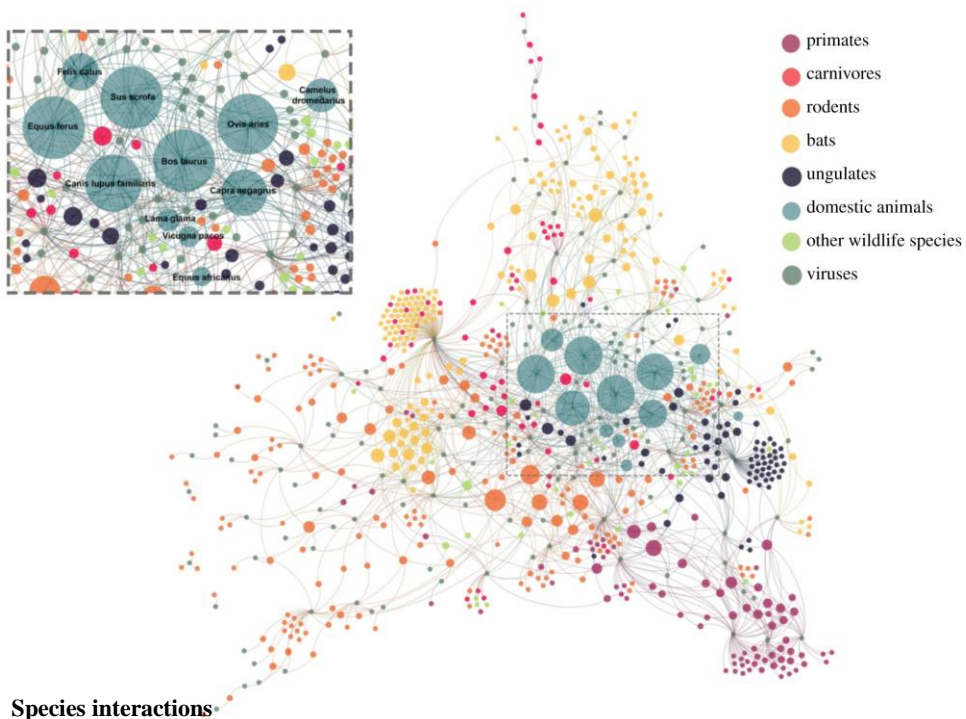 Felis catus
Sus scrofa
Camelus
dromedarius
Equus ferus
Ovis aries
Bos taurus
Canis lupus familiaris
Capra aegagrus
Lama glama
Vicugna pacos
Equus africanus
primates
carnivores
rodents
bats
ungulates
domestic animals
other wildlife species
viruses
Species interactions